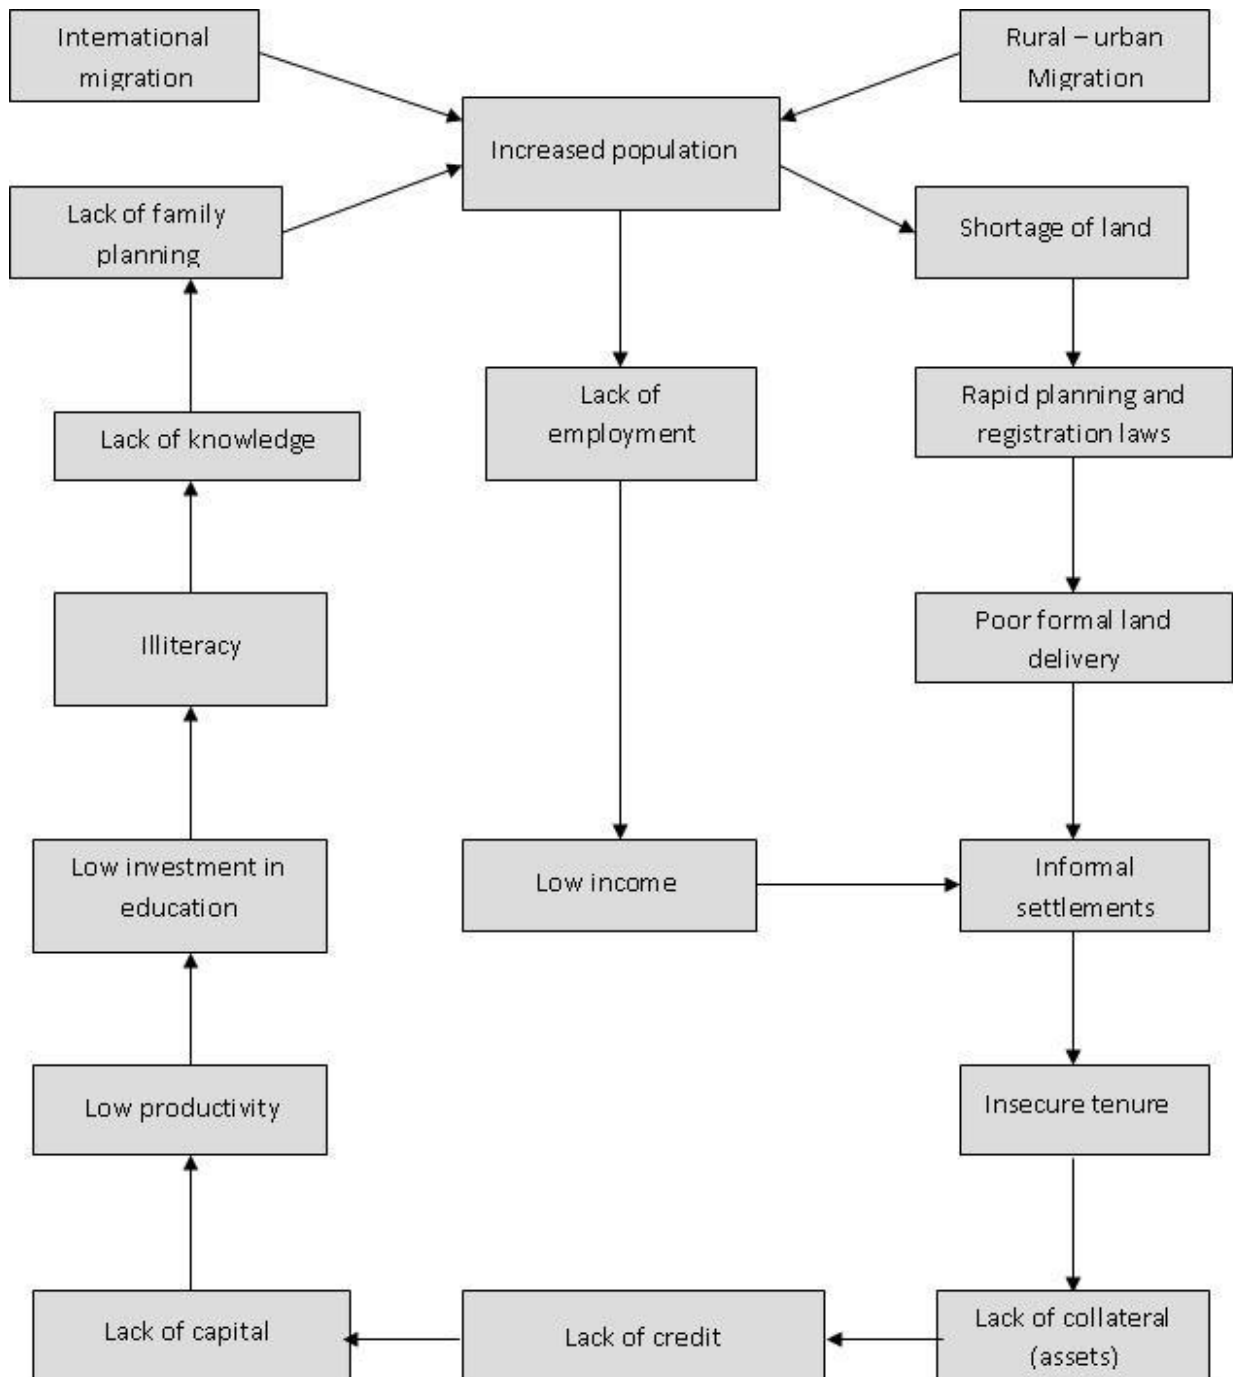 International
migration
Rural – urban
Migration
Increased population
Lack of family
planning
Shortage of land
Lack of
employment
Rapid planning and
registration laws
Lack of knowledge
Illiteracy
Poor formal land
delivery
Low investment in
education
Low income
Informal
settlements
Low productivity
Insecure tenure
Lack of capital
Lack of credit
Lack of collateral
(assets)